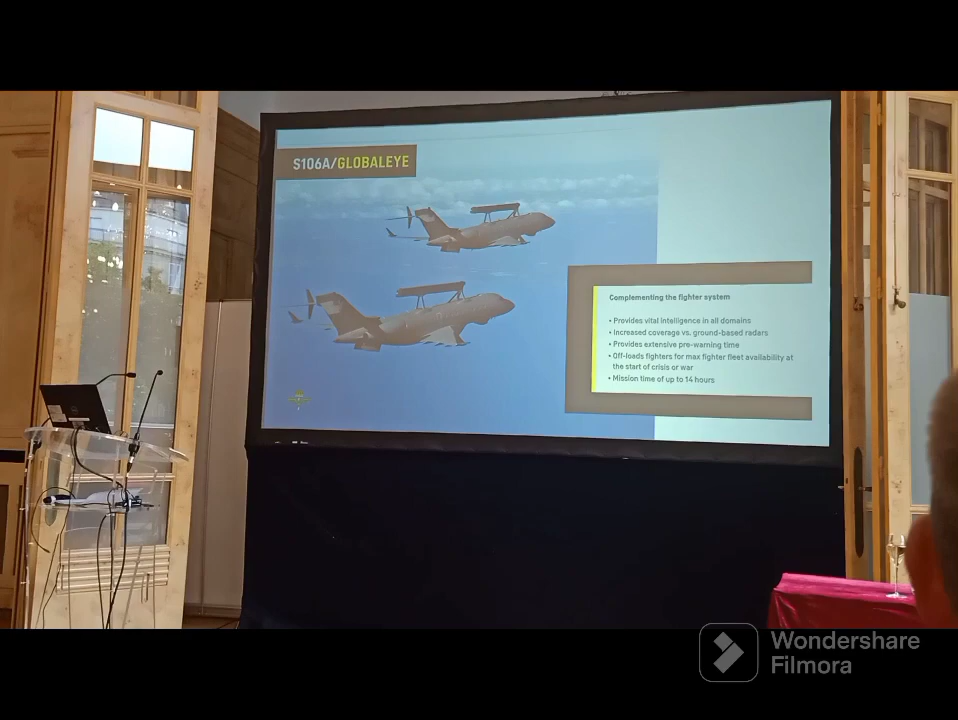 S106A/GLOBALEYE
Complementing the fighter system
• Provides vital intelligence in all domains
• Increased coverage vs. ground-based radars
• Provides extensive pre-warning time
• Off-loads fighters for max fighter fleet availability at
the start of crisis or war
• Mission time of up to 14 hours
Wondershare
Filmora